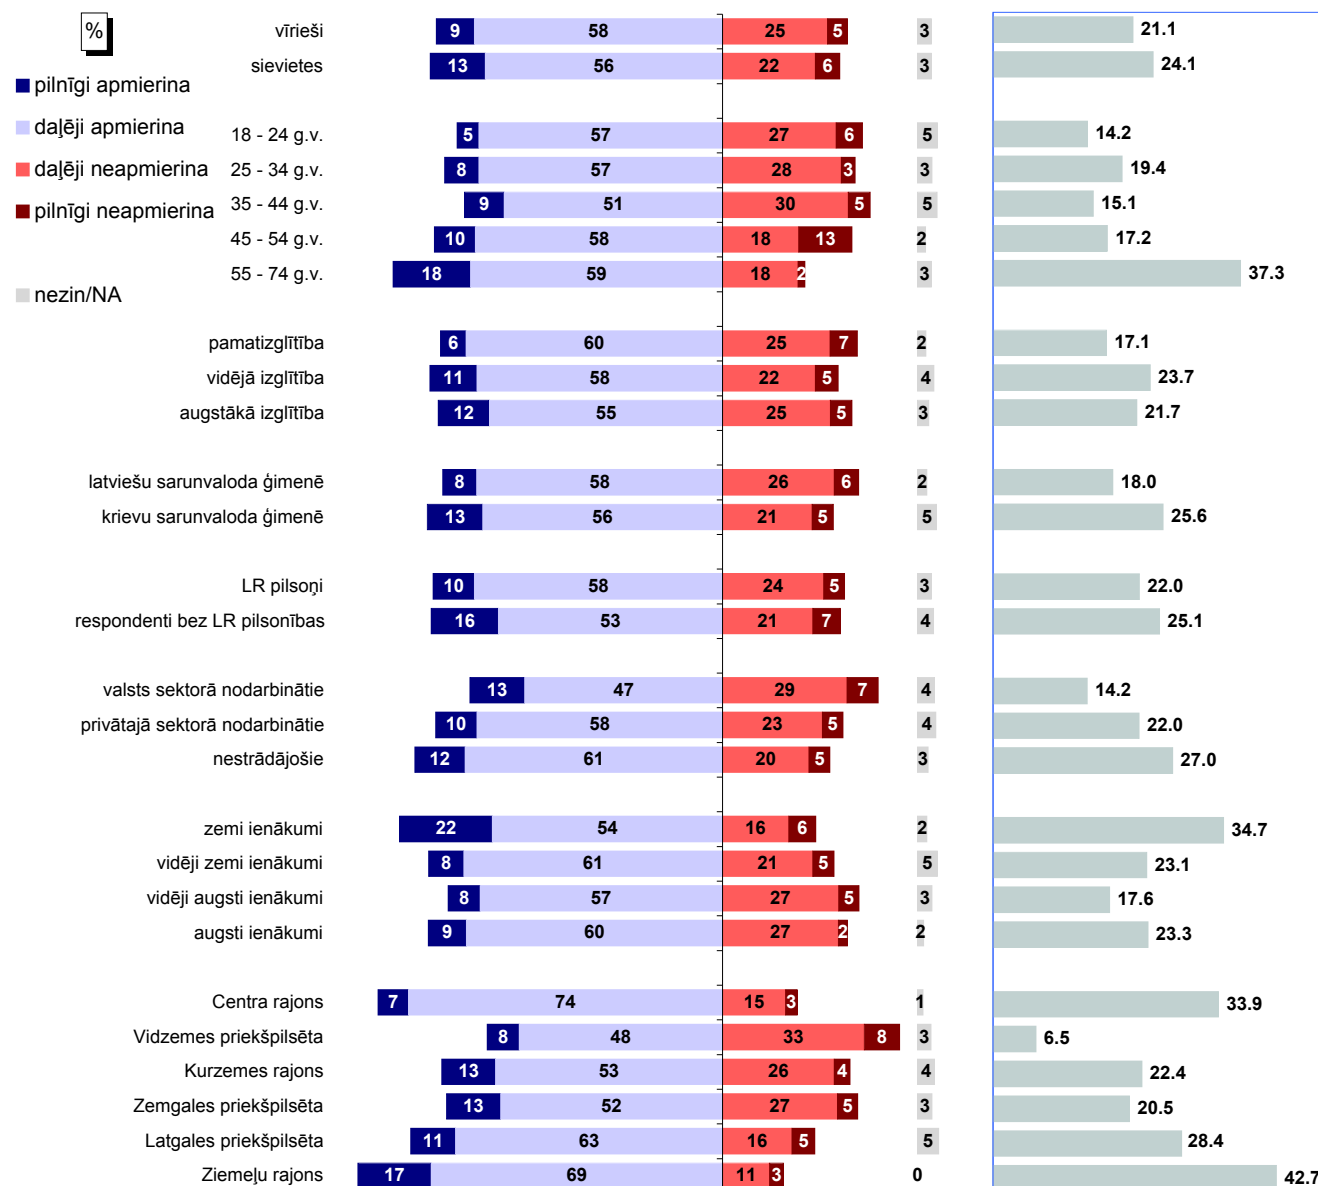 %
pilnīgi apmierina
daļēji apmierina
daļēji neapmierina
pilnīgi neapmierina
nezin/NA
vīrieši 9 58 25 5 3 21.1
sievietes 13 56 22 6 3 24.1
18 - 24 g.v. 5 57 27 6 5 14.2
25 - 34 g.v. 8 57 28 3 3 19.4
35 - 44 g.v. 9 51 30 5 5 15.1
45 - 54 g.v. 10 58 18 13 2 17.2
55 - 74 g.v. 18 59 18 2 3 37.3
pamatizglītība 6 60 25 7 2 17.1
vidējā izglītība 11 58 22 5 4 23.7
augstākā izglītība 12 55 25 5 3 21.7
latviešu sarunvaloda ģimenē 8 58 26 6 2 18.0
krievu sarunvaloda ģimenē 13 56 21 5 5 25.6
LR pilsoņi 10 58 24 5 3 22.0
respondenti bez LR pilsonības 16 53 21 7 4 25.1
valsts sektorā nodarbinātie 13 47 29 7 4 14.2
privātajā sektorā nodarbinātie 10 58 23 5 4 22.0
nestrādājošie 12 61 20 5 3 27.0
zemi ienākumi 22 54 16 6 2 34.7
vidēji zemi ienākumi 8 61 21 5 5 23.1
vidēji augsti ienākumi 8 57 27 5 3 17.6
augsti ienākumi 9 60 27 2 2 23.3
Centra rajons 7 74 15 3 1 33.9
Vidzemes priekšpilsēta 8 48 33 8 3 6.5
Kurzemes rajons 13 53 26 4 4 22.4
Zemgales priekšpilsēta 13 52 27 5 3 20.5
Latgales priekšpilsēta 11 63 16 5 5 28.4
Ziemeļu rajons 17 69 11 3 0 42.7